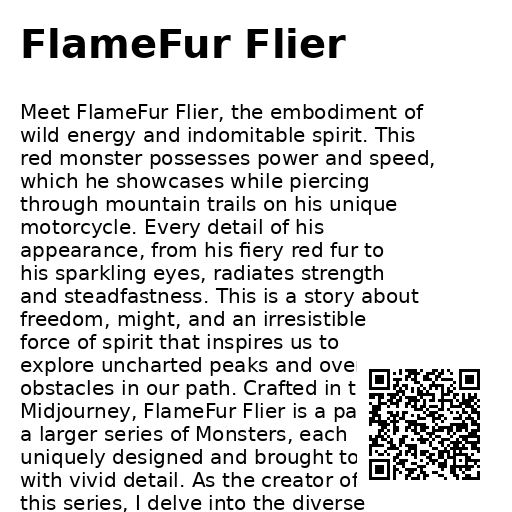 FlameFur Flier
Meet FlameFur Flier, the embodiment of
wild energy and indomitable spirit. This
red monster possesses power and speed,
which he showcases while piercing
through mountain trails on his unique
motorcycle. Every detail of his
appearance, from his fiery red fur to
his sparkling eyes, radiates strength
and steadfastness. This is a story about
freedom, might, and an irresistible
force of spirit that inspires us to
explore uncharted peaks and
obstacles in our path. Crafted in
Midjourney, FlameFur Flier is a
a larger series of Monsters, each
uniquely designed and brought to
with vivid detail. As the creator of
this series, I delve into the diverse